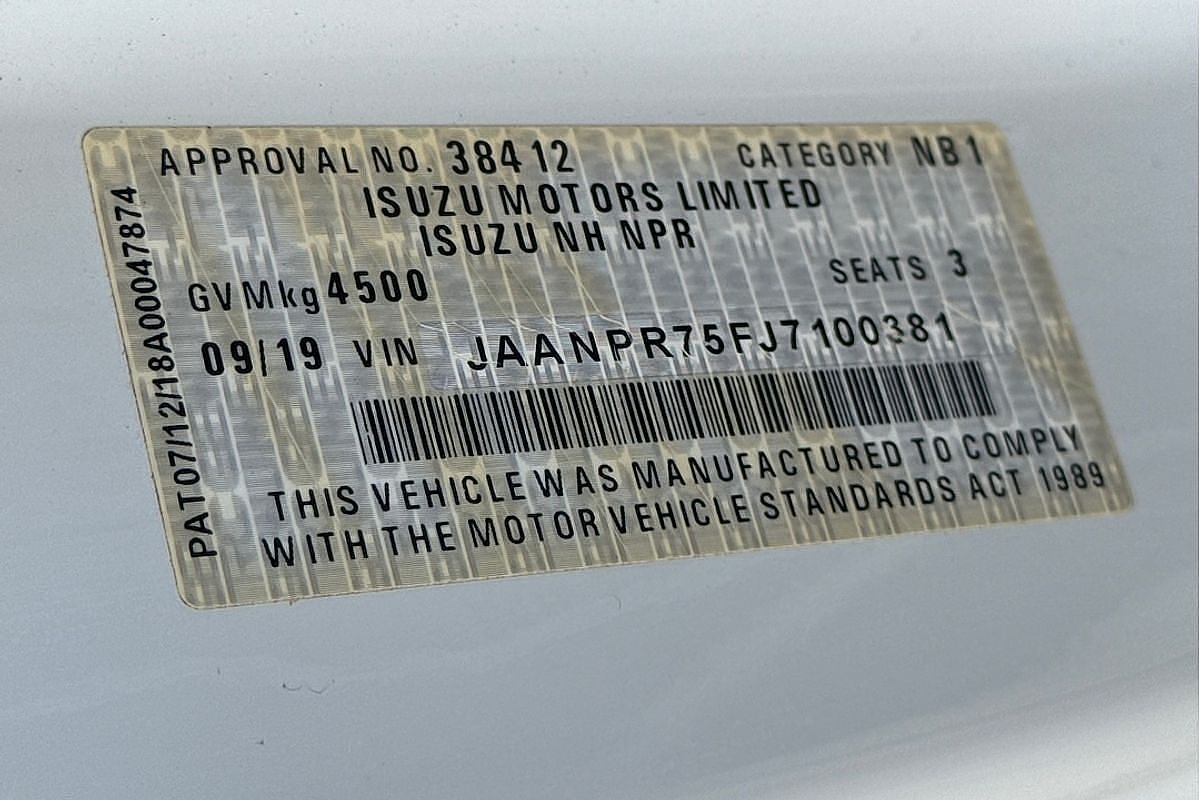 APPROVAL NO. 38412 CATEGORY NB1
ISUZU MOTORS LIMITED
ISUZU NH NPR
GVMkg 4500 SEATS 3
09/19 VIN JAANPR75FJ7100381
THIS VEHICLE WAS MANUFACTURED TO COMPLY
WITH THE MOTOR VEHICLE STANDARDS ACT 1989
PAT07/12/18A00047874